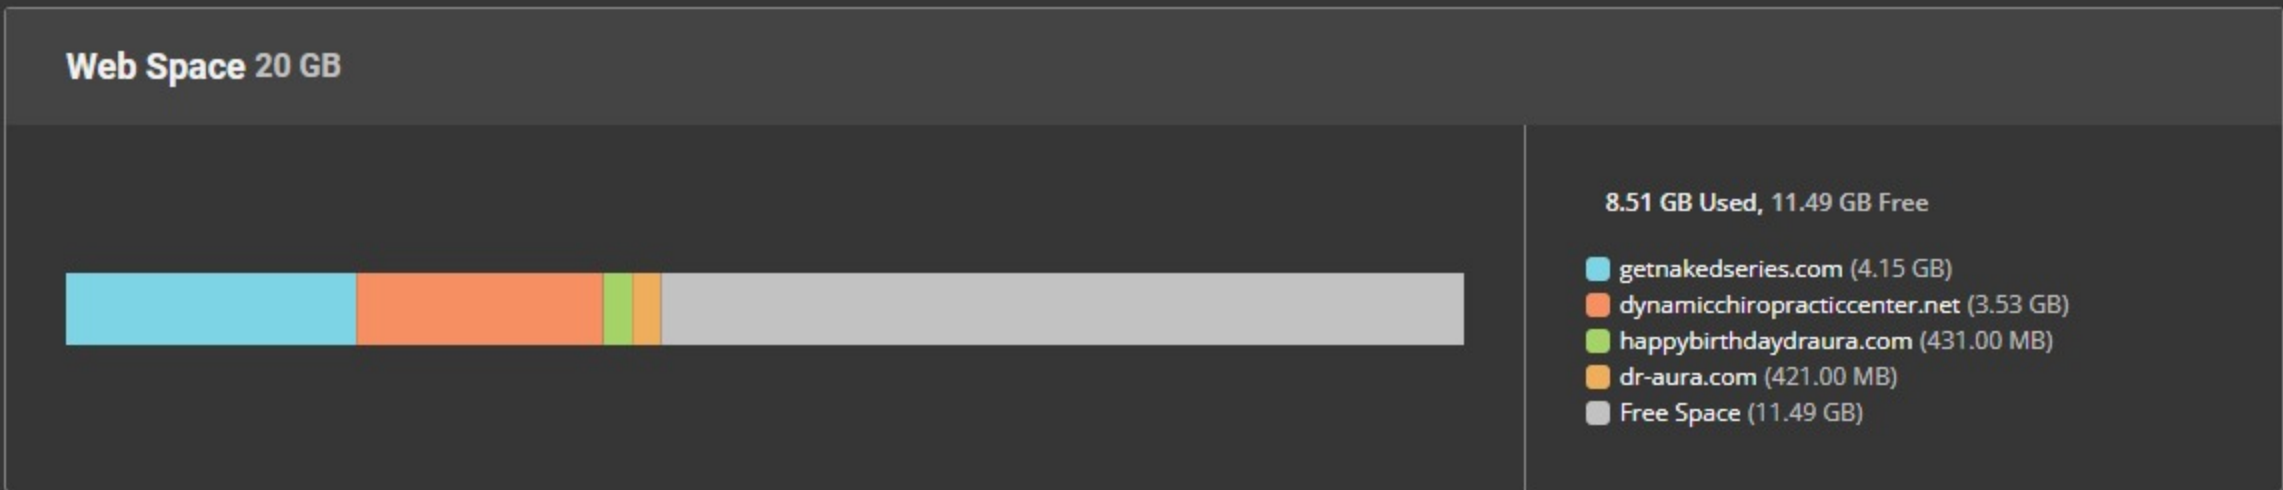 Web Space 20 GB
8.51 GB Used, 11.49 GB Free
getnakedseries.com (4.15 GB)
dynamicchiropracticcenter.net (3.53 GB)
happybirthdaydraura.com (431.00 MB)
dr-aura.com (421.00 MB)
Free Space (11.49 GB)